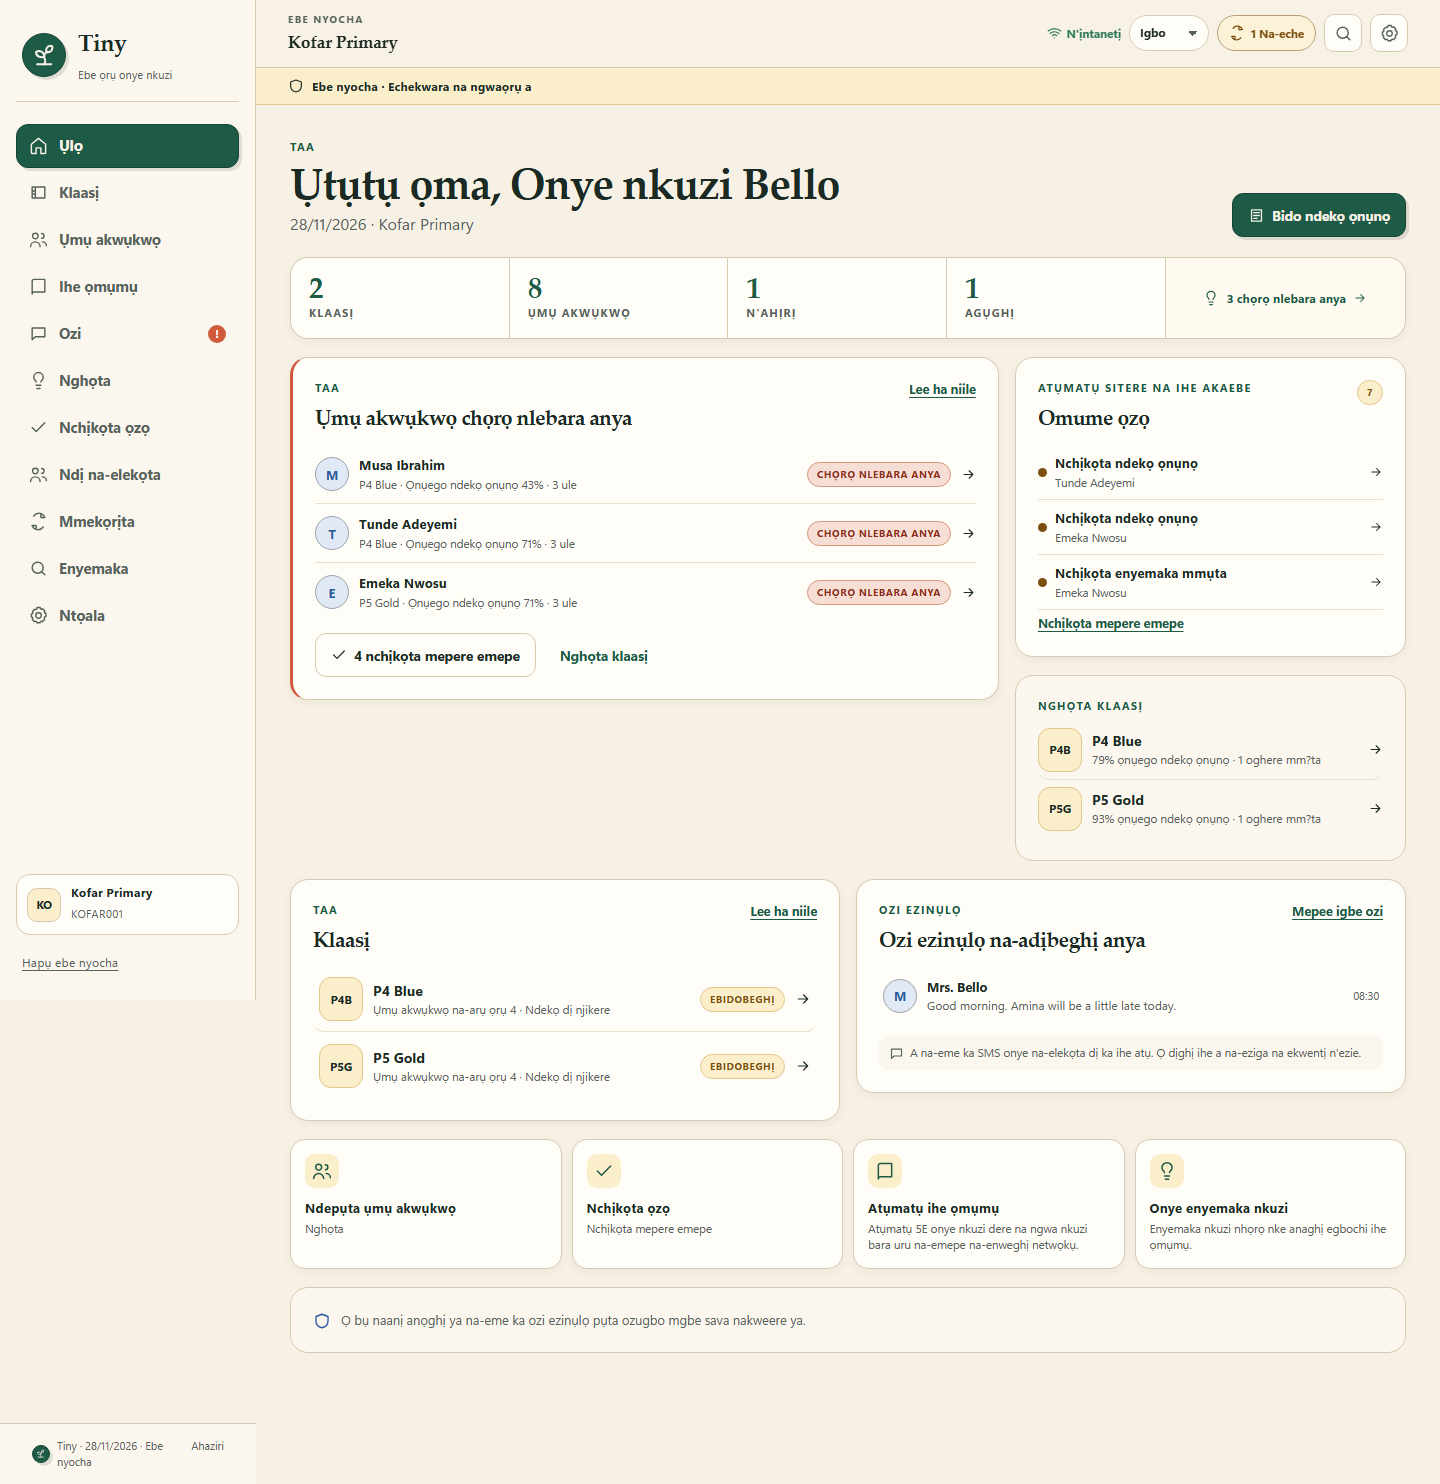 Tiny
Ebe ọrụ onye nkuzi
Ụlọ
Klaasị
Ụmụ akwụkwọ
Ihe ọmụmụ
Ozi
!
Nghọta
Nchịkọta ọzọ
Ndị na-elekọta
Mmekọrịta
Enyemaka
Ntọala
KO
Kofar Primary
KOFAR001
Hapụ ebe nyocha
Tiny · 28/11/2026 · Ebe nyocha
Ahaziri
EBE NYOCHA
Kofar Primary
N'ịntanetị
Igbo
1 Na-eche
Ebe nyocha · Echekwara na ngwaọrụ a
TAA
Ụtụtụ ọma, Onye nkuzi Bello
28/11/2026 · Kofar Primary
Bido ndekọ ọnụnọ
2
KLAASỊ
8
ỤMỤ AKWỤKWỌ
1
N'AHỊRỊ
1
AGỤGHỊ
3 chọrọ nlebara anya
TAA
Lee ha niile
Ụmụ akwụkwọ chọrọ nlebara anya
M
Musa Ibrahim
P4 Blue · Ọnụego ndekọ ọnụnọ 43% · 3 ule
CHỌRỌ NLEBARA ANYA
T
Tunde Adeyemi
P4 Blue · Ọnụego ndekọ ọnụnọ 71% · 3 ule
CHỌRỌ NLEBARA ANYA
E
Emeka Nwosu
P5 Gold · Ọnụego ndekọ ọnụnọ 71% · 3 ule
CHỌRỌ NLEBARA ANYA
4 nchịkọta mepere emepe
Nghọta klaasị
ATỤMATỤ SITERE NA IHE AKAEBE
7
Omume ọzọ
Nchịkọta ndekọ ọnụnọ
Tunde Adeyemi
Nchịkọta ndekọ ọnụnọ
Emeka Nwosu
Nchịkọta enyemaka mmụta
Emeka Nwosu
Nchịkọta mepere emepe
NGHỌTA KLAASỊ
P4B
P4 Blue
79% ọnụego ndekọ ọnụnọ · 1 oghere mm?ta
P5G
P5 Gold
93% ọnụego ndekọ ọnụnọ · 1 oghere mm?ta
TAA
Lee ha niile
Klaasị
P4B
P4 Blue
Ụmụ akwụkwọ na-arụ ọrụ 4 · Ndekọ dị njikere
EBIDOBEGHỊ
P5G
P5 Gold
Ụmụ akwụkwọ na-arụ ọrụ 4 · Ndekọ dị njikere
EBIDOBEGHỊ
OZI EZINỤLỌ
Mepee igbe ozi
Ozi ezinụlọ na-adịbeghị anya
M
Mrs. Bello
Good morning. Amina will be a little late today.
08:30
A na-eme ka SMS onye na-elekọta dị ka ihe atụ. Ọ dịghị ihe a na-eziga na ekwentị n'ezie.
Ndepụta ụmụ akwụkwọ
Nghọta
Nchịkọta ọzọ
Nchịkọta mepere emepe
Atụmatụ ihe ọmụmụ
Atụmatụ 5E onye nkuzi dere na ngwa nkuzi
bara uru na-emepe na-enweghị netwọkụ.
Onye enyemaka nkuzi
Enyemaka nkuzi nhọrọ nke anaghị egbochi ihe
ọmụmụ.
Ọ bụ naanị anọghị ya na-eme ka ozi ezinụlọ pụta ozugbo mgbe sava nakweere ya.